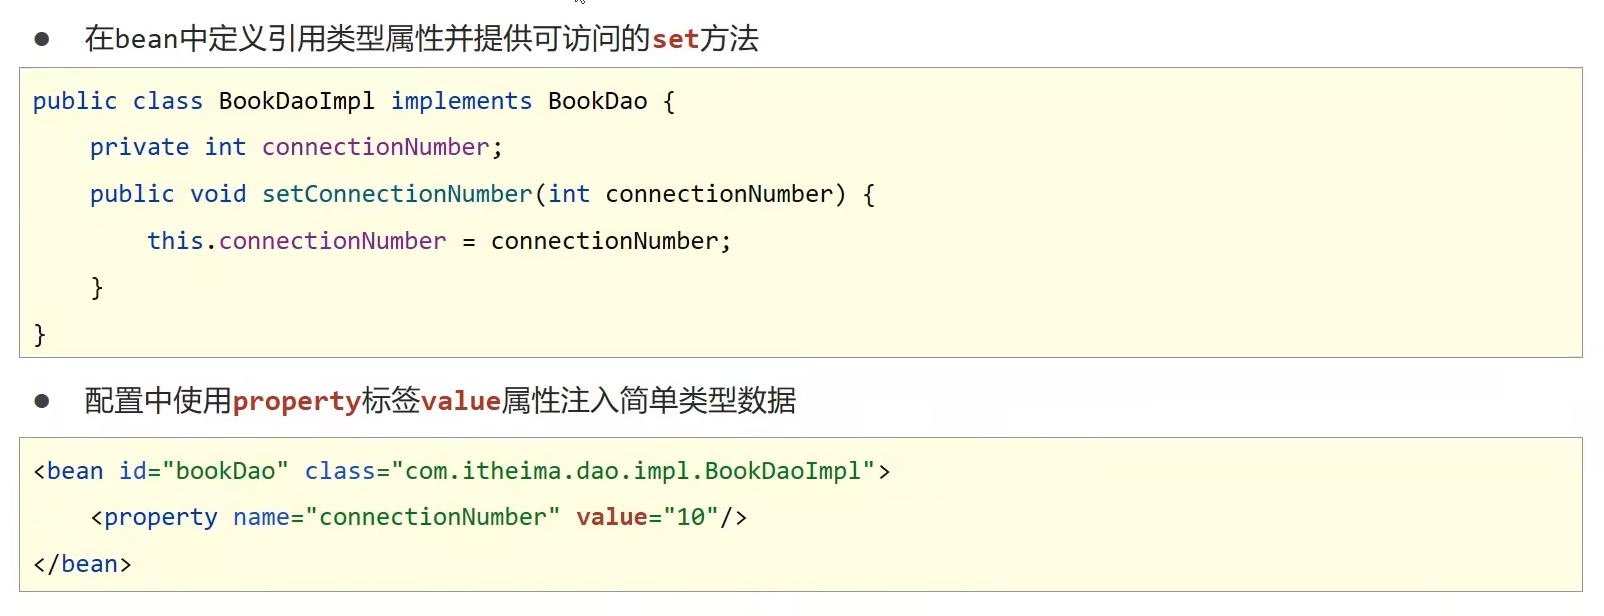 ● 在bean中定义引用类型属性并提供可访问的set方法
public class BookDaoImpl implements BookDao {
    private int connectionNumber;
    public void setConnectionNumber(int connectionNumber) {
        this.connectionNumber = connectionNumber;
    }
}
● 配置中使用property标签value属性注入简单类型数据
<bean id="bookDao" class="com.itheima.dao.impl.BookDaoImpl">
    <property name="connectionNumber" value="10"/>
</bean>